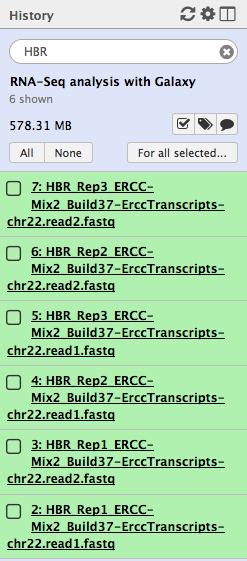 History
HBR
RNA-Seq analysis with Galaxy
6 shown
578.31 MB
All None For all selected...
7: HBR_Rep3_ERCC-
Mix2_Build37-ErccTranscripts-
chr22.read2.fastq
6: HBR_Rep2_ERCC-
Mix2_Build37-ErccTranscripts-
chr22.read2.fastq
5: HBR_Rep3_ERCC-
Mix2_Build37-ErccTranscripts-
chr22.read1.fastq
4: HBR_Rep2_ERCC-
Mix2_Build37-ErccTranscripts-
chr22.read1.fastq
3: HBR_Rep1_ERCC-
Mix2_Build37-ErccTranscripts-
chr22.read2.fastq
2: HBR_Rep1_ERCC-
Mix2_Build37-ErccTranscripts-
chr22.read1.fastq